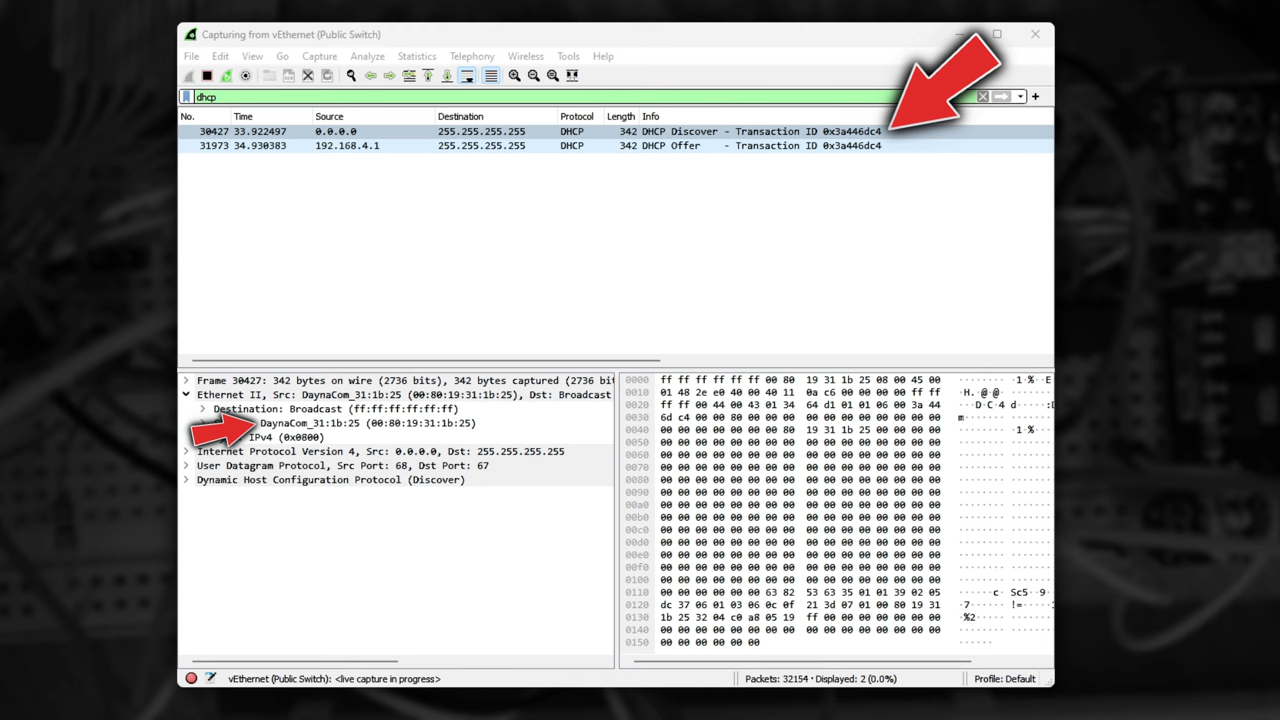 Capturing from vEthernet (Public Switch)
File Edit View Go Capture Analyze Statistics Telephony Wireless Tools Help
dhcp
No. Time Source Destination Protocol Length Info
30427 33.922497 0.0.0.0 255.255.255.255 DHCP 342 DHCP Discover - Transaction ID 0x3a446dc4
31973 34.930383 192.168.4.1 255.255.255.255 DHCP 342 DHCP Offer - Transaction ID 0x3a446dc4
Frame 30427: 342 bytes on wire (2736 bits), 342 bytes captured (2736 bit
Ethernet II, Src: DaynaCom_31:1b:25 (00:80:19:31:1b:25), Dst: Broadcast
Destination: Broadcast (ff:ff:ff:ff:ff:ff)
DaynaCom_31:1b:25 (00:80:19:31:1b:25)
IPv4 (0x0800)
Internet Protocol Version 4, Src: 0.0.0.0, Dst: 255.255.255.255
User Datagram Protocol, Src Port: 68, Dst Port: 67
Dynamic Host Configuration Protocol (Discover)
0000 ff ff ff ff ff ff 00 80 19 31 1b 25 08 00 45 00 ········ ·1·%··E·
0010 01 48 2e e0 40 00 40 11 0a c6 00 00 00 00 ff ff ·H.·@·@·
0020 ff ff 00 44 00 43 01 34 64 d1 01 01 06 00 3a 44 ···D·C·4 d·····:D
0030 6d c4 00 00 80 00 00 00 00 00 00 00 00 00 00 00 m·
0040 00 00 00 00 00 00 00 80 19 31 1b 25 00 00 00 00 ········ ·1·%····
0050 00 00 00 00 00 00 00 00 00 00 00 00 00 00 00 00
0060 00 00 00 00 00 00 00 00 00 00 00 00 00 00 00 00
0070 00 00 00 00 00 00 00 00 00 00 00 00 00 00 00 00
0080 00 00 00 00 00 00 00 00 00 00 00 00 00 00 00 00
0090 00 00 00 00 00 00 00 00 00 00 00 00 00 00 00 00
00a0 00 00 00 00 00 00 00 00 00 00 00 00 00 00 00 00
00b0 00 00 00 00 00 00 00 00 00 00 00 00 00 00 00 00
00c0 00 00 00 00 00 00 00 00 00 00 00 00 00 00 00 00
00d0 00 00 00 00 00 00 00 00 00 00 00 00 00 00 00 00
00e0 00 00 00 00 00 00 00 00 00 00 00 00 00 00 00 00
00f0 00 00 00 00 00 00 00 00 00 00 00 00 00 00 00 00
0100 00 00 00 00 00 00 00 00 00 00 00 00 00 00 00 00
0110 00 00 00 00 00 00 63 82 53 63 35 01 01 39 02 05 ······c· Sc5··9··
0120 dc 37 06 01 03 06 0c 0f 21 3d 07 01 00 80 19 31 ·7······ !=·····1
0130 1b 25 32 04 c0 a8 05 19 ff 00 00 00 00 00 00 00 ·%2·····
0140 00 00 00 00 00 00 00 00 00 00 00 00 00 00 00 00
0150 00 00 00 00 00 00
vEthernet (Public Switch): <live capture in progress> Packets: 32154 · Displayed: 2 (0.0%) Profile: Default